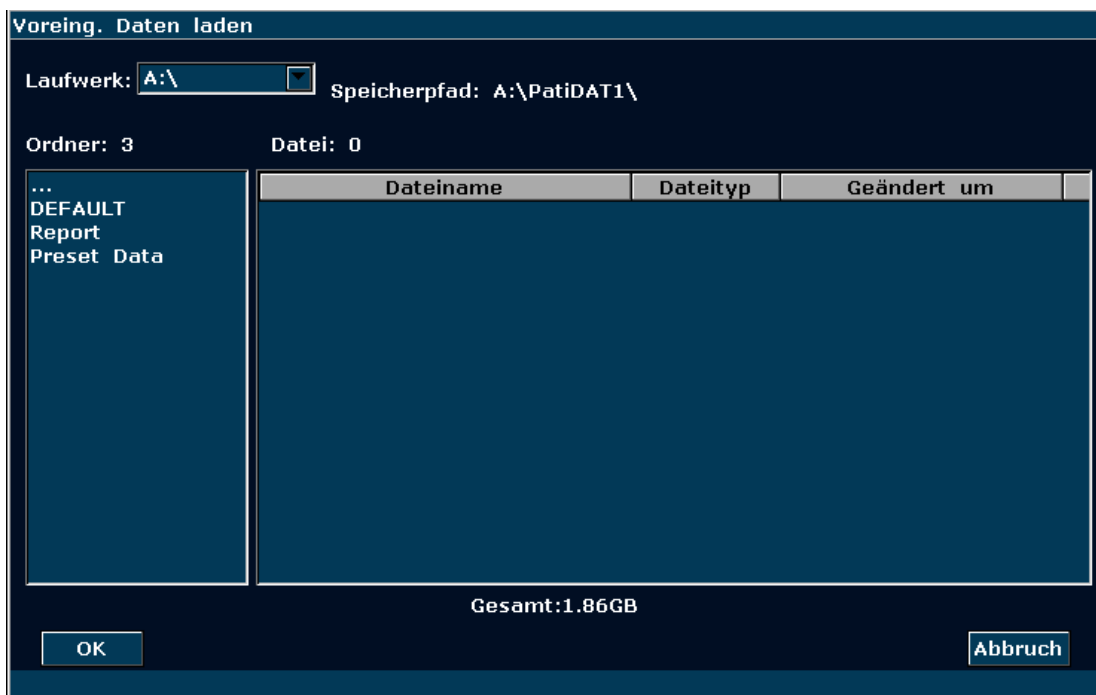 Voreing. Daten laden
Laufwerk: A:\
Speicherpfad: A:\PatiDAT1\
Ordner: 3
Datei: 0
...
DEFAULT
Report
Preset Data
Dateiname Dateityp Geändert um
Gesamt:1.86GB
OK
Abbruch